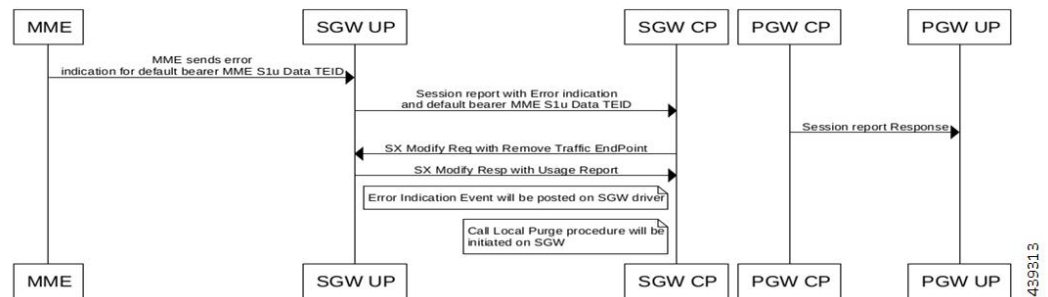 MME
SGW UP
SGW CP
PGW CP
PGW UP
MME sends error
indication for default bearer MME S1u Data TEID
Session report with Error indication
and default bearer MME S1u Data TEID
Session report Response
SX Modify Req with Remove Traffic EndPoint
SX Modify Resp with Usage Report
Error Indication Event will be posted on SGW driver
Call Local Purge procedure will be
initiated on SGW
MME
SGW UP
SGW CP
PGW CP
PGW UP
439313